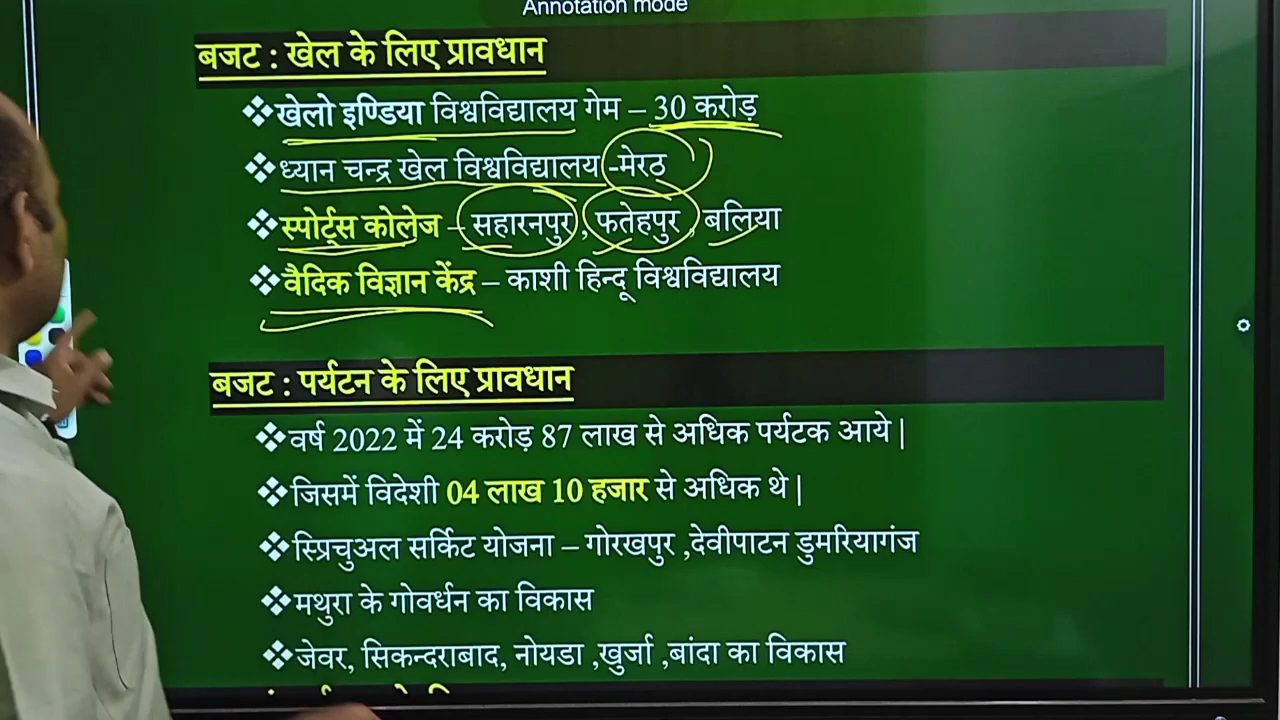 Annotation mode
बजट : खेल के लिए प्रावधान
❖खेलो इण्डिया विश्वविद्यालय गेम – 30 करोड़
❖ध्यान चन्द्र खेल विश्वविद्यालय -मेरठ
❖स्पोर्ट्स कोलेज – सहारनपुर , फतेहपुर , बलिया
❖वैदिक विज्ञान केंद्र – काशी हिन्दू विश्वविद्यालय
बजट : पर्यटन के लिए प्रावधान
❖वर्ष 2022 में 24 करोड़ 87 लाख से अधिक पर्यटक आये |
❖जिसमें विदेशी 04 लाख 10 हजार से अधिक थे |
❖स्प्रिचुअल सर्किट योजना – गोरखपुर ,देवीपाटन डुमरियागंज
❖मथुरा के गोवर्धन का विकास
❖जेवर, सिकन्दराबाद, नोयडा ,खुर्जा ,बांदा का विकास